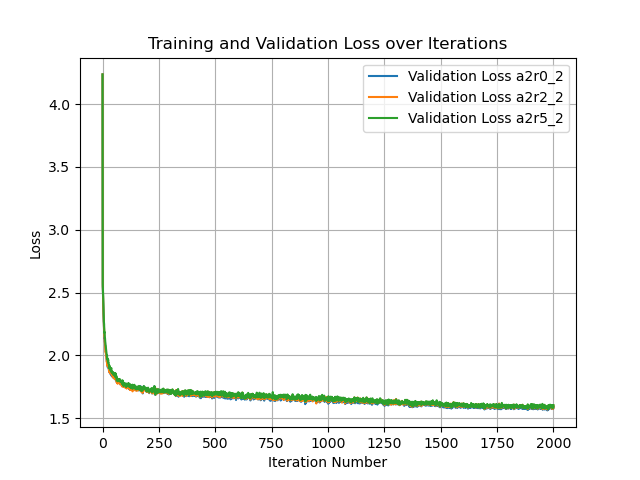 Training and Validation Loss over Iterations
Validation Loss a2r0_2
Validation Loss a2r2_2
Validation Loss a2r5_2
Loss
4.0
3.5
3.0
2.5
2.0
1.5
0 250 500 750 1000 1250 1500 1750 2000
Iteration Number